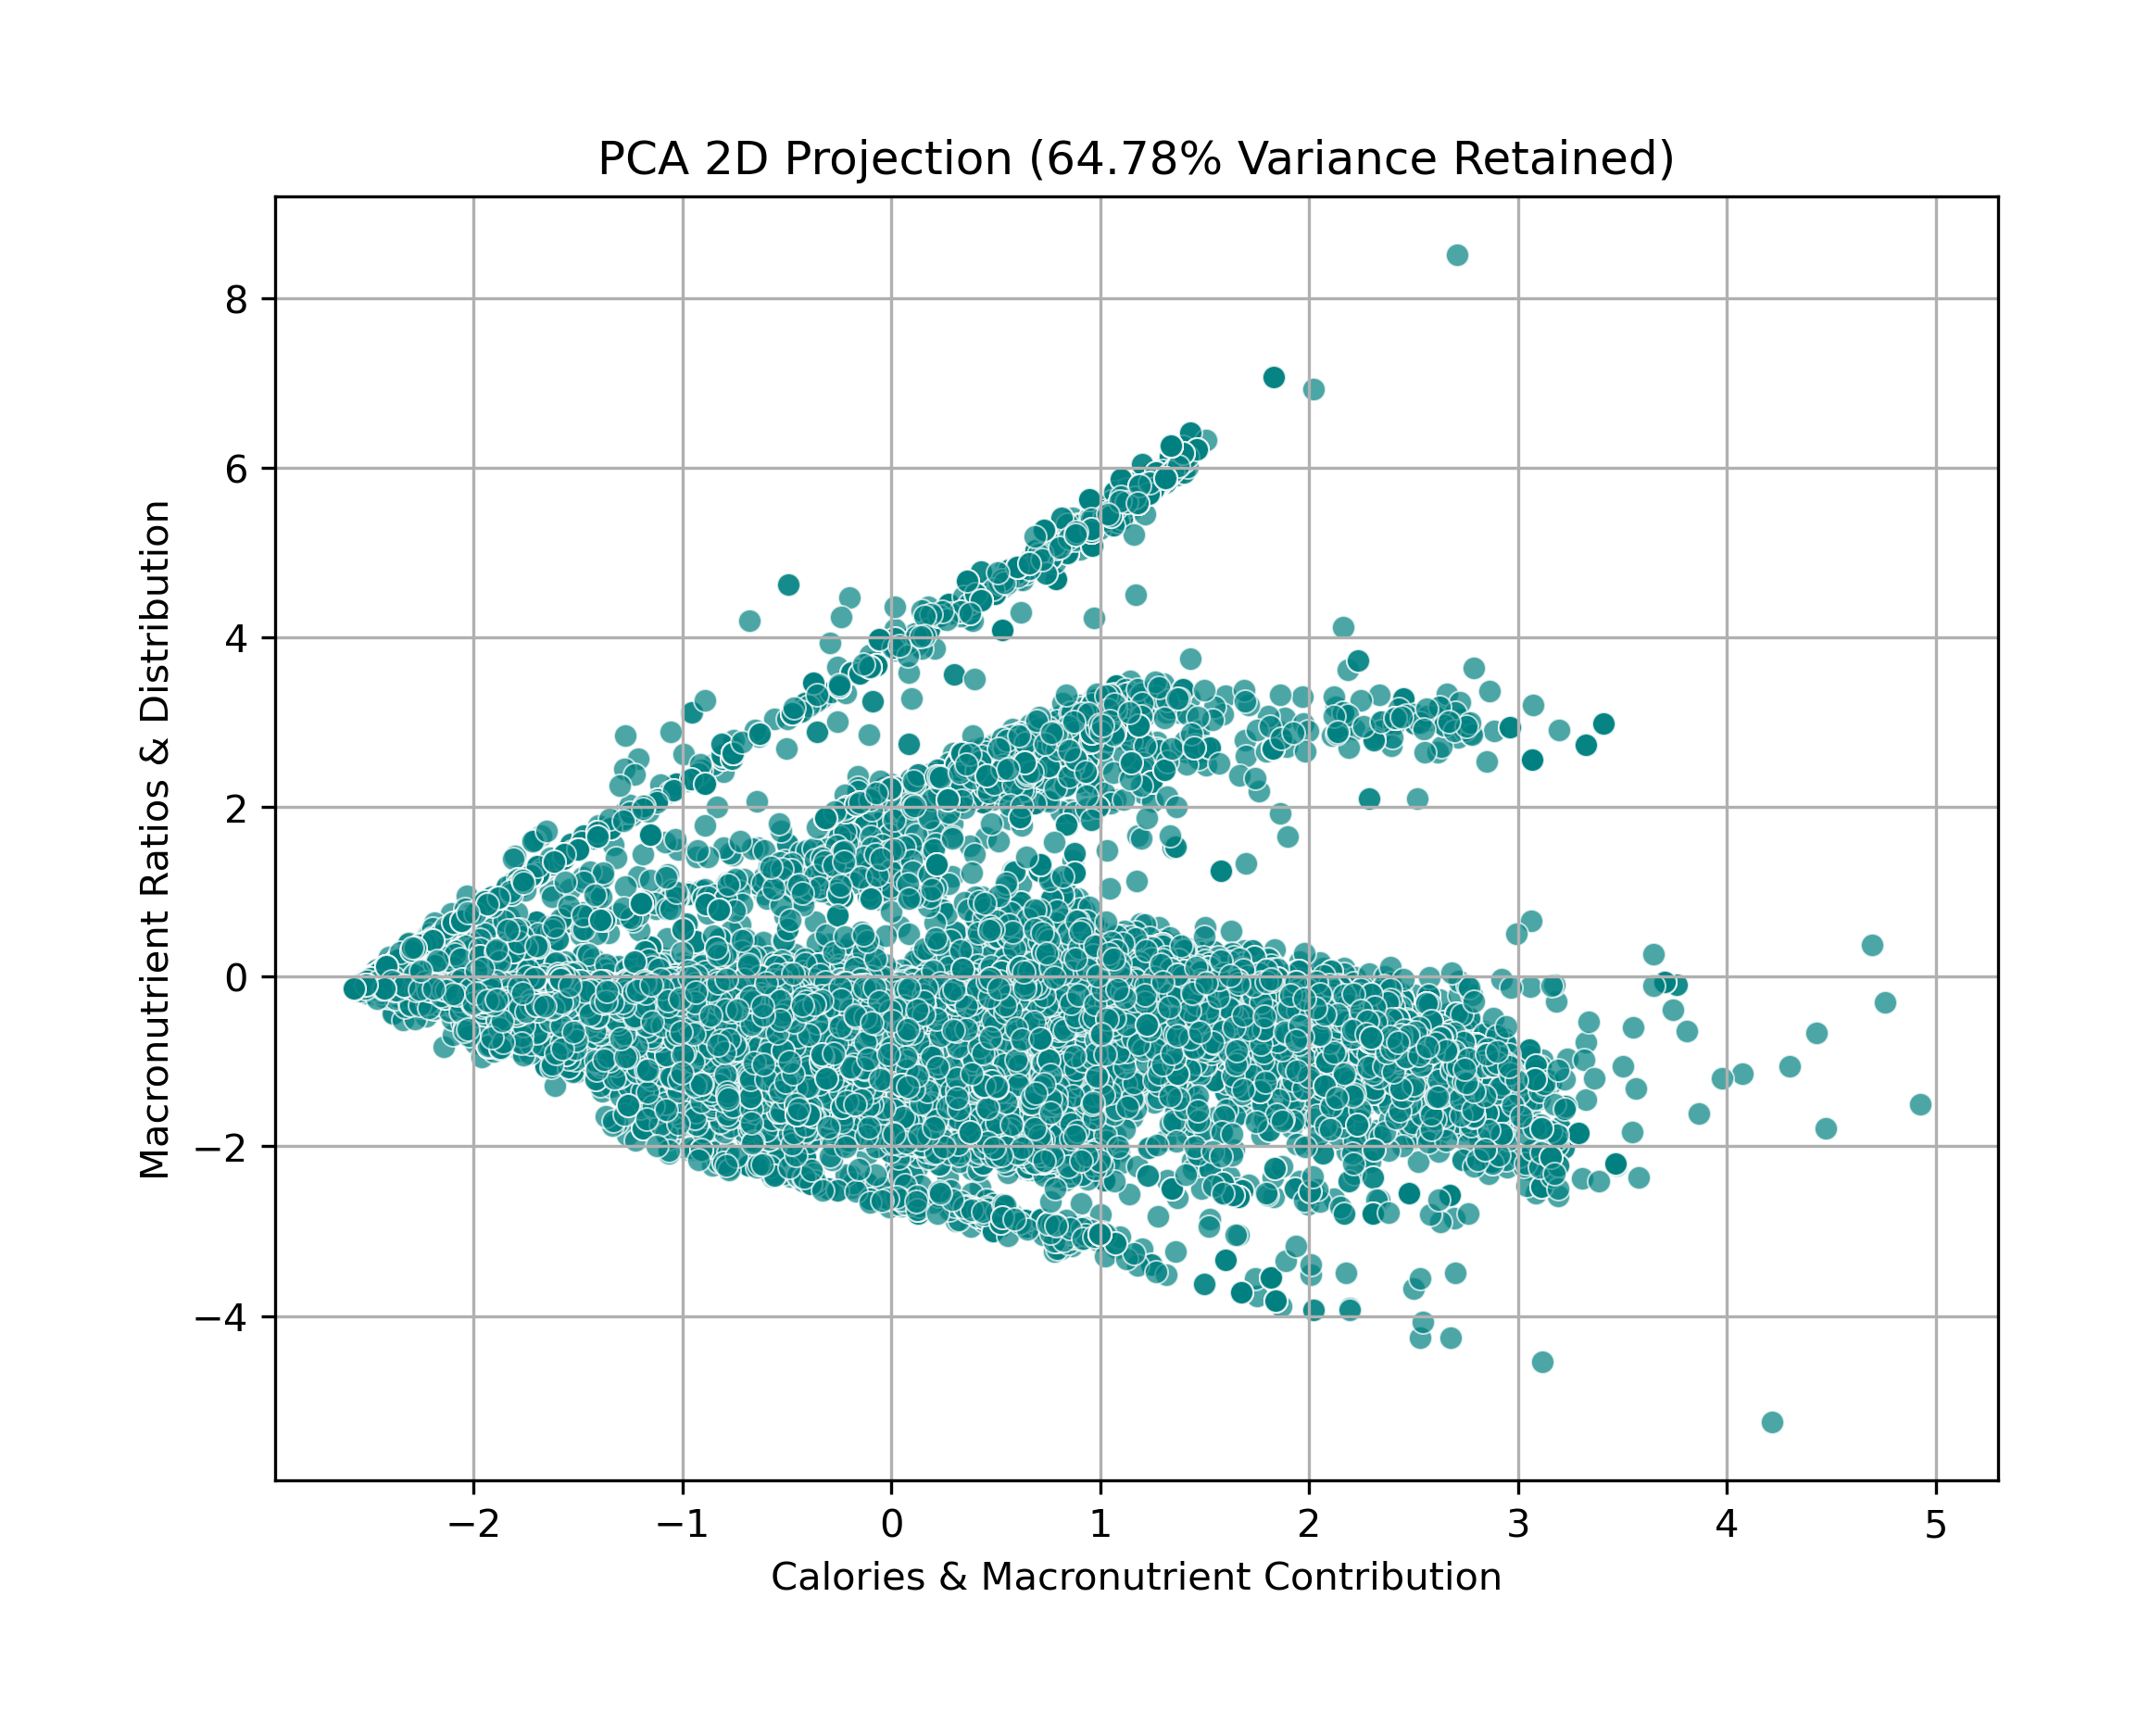 PCA 2D Projection (64.78% Variance Retained)
Macronutrient Ratios & Distribution
8
6
4
2
0
−2
−4
−2 −1 0 1 2 3 4 5
Calories & Macronutrient Contribution